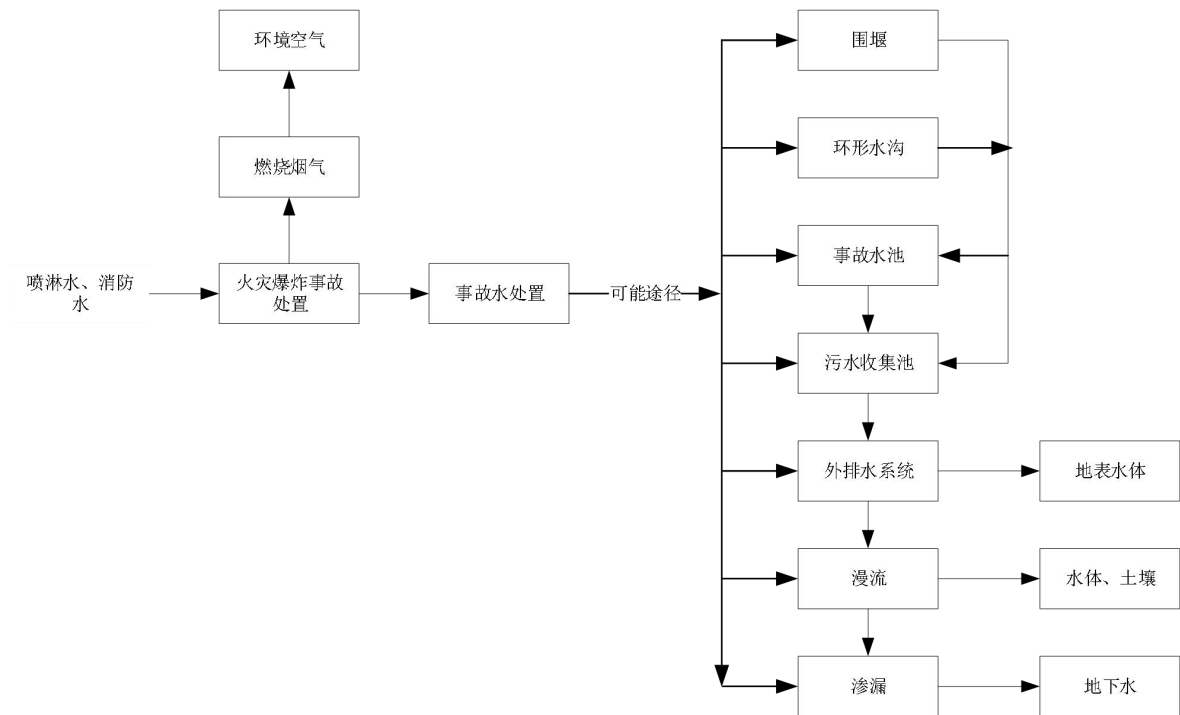 环境空气
围堰
燃烧烟气
环形水沟
喷淋水、消防
水
火灾爆炸事故
处置
事故水处置
可能途径
事故水池
污水收集池
外排水系统
地表水体
漫流
水体、土壤
渗漏
地下水